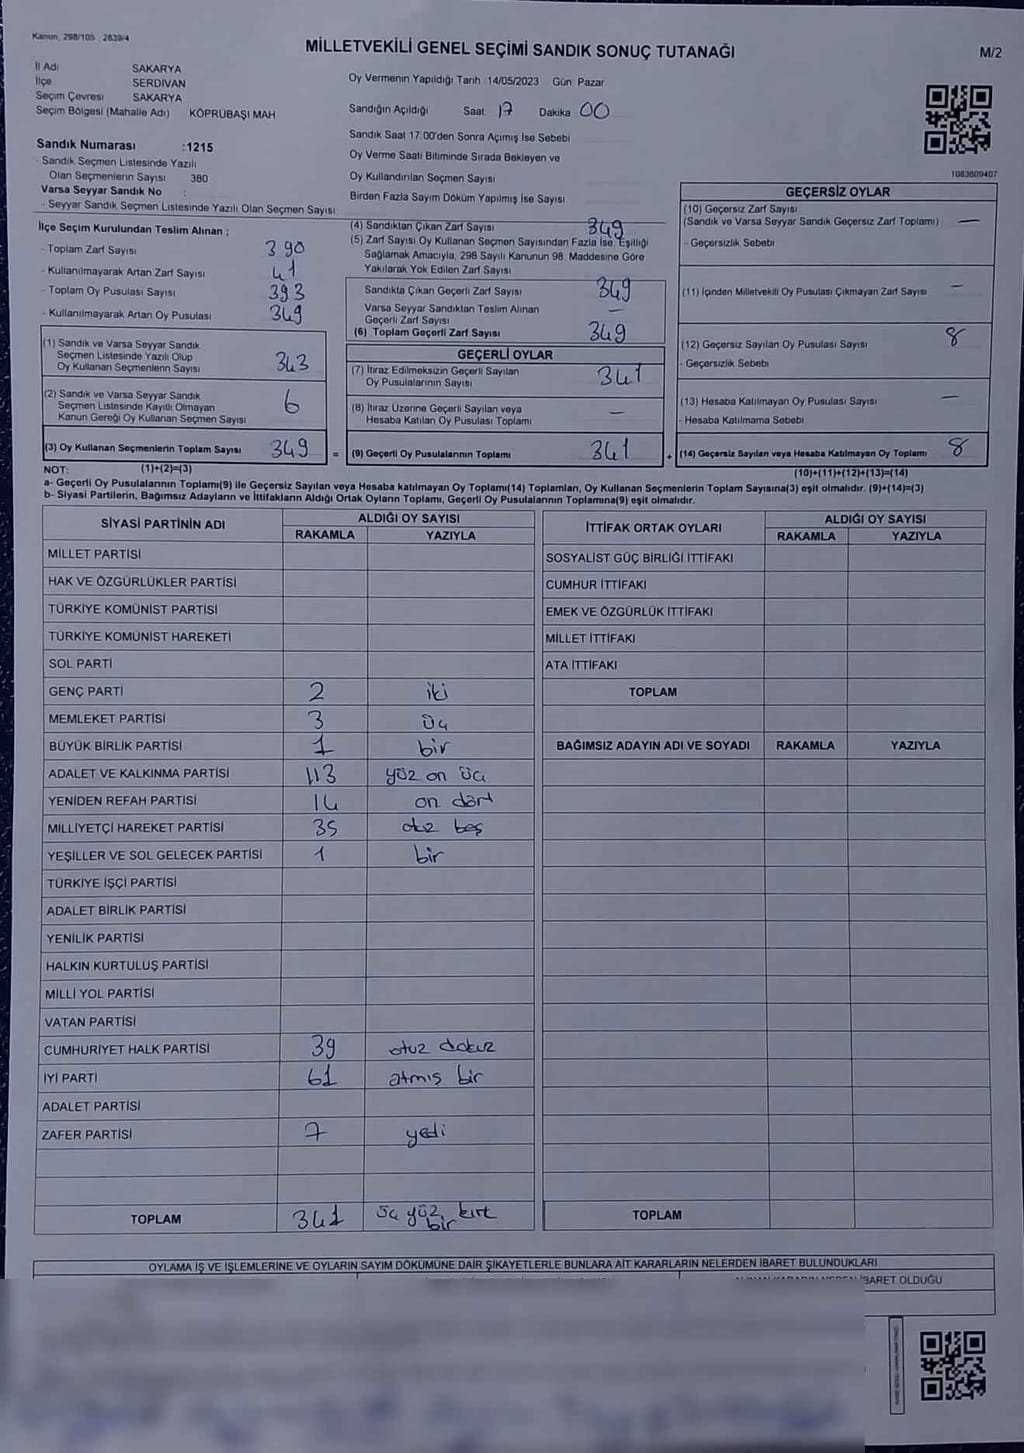 Kanun 298/105 2839/4
MİLLETVEKİLİ GENEL SEÇİMİ SANDIK SONUÇ TUTANAĞI
M/2
İl Adı SAKARYA
İlçe SERDİVAN
Seçim Çevresi SAKARYA
Seçim Bölgesi (Mahalle Adı) KÖPRÜBAŞI MAH
Sandık Numarası :1215
- Sandık Seçmen Listesinde Yazılı
Olan Seçmenlerin Sayısı 380
Varsa Seyyar Sandık No :
- Seyyar Sandık Seçmen Listesinde Yazılı Olan Seçmen Sayısı
Oy Vermenin Yapıldığı Tarih 14/05/2023 Gün Pazar
Sandığın Açıldığı Saat 17 Dakika 00
Sandık Saat 17.00'den Sonra Açımış İse Sebebi
Oy Verme Saati Bitiminde Sırada Bekleyen ve
Oy Kullandırılan Seçmen Sayısı
Birden Fazla Sayım Döküm Yapılmış İse Sayısı
1083609407
İlçe Seçim Kurulundan Teslim Alınan ;
- Toplam Zarf Sayısı 390
- Kullanılmayarak Artan Zarf Sayısı 41
- Toplam Oy Pusulası Sayısı 393
- Kullanılmayarak Artan Oy Pusulası 349
(1) Sandık ve Varsa Seyyar Sandık
Seçmen Listesinde Yazılı Olup
Oy Kullanan Seçmenlerin Sayısı 343
(2) Sandık ve Varsa Seyyar Sandık
Seçmen Listesinde Kayıtlı Olmayan
Kanun Gereği Oy Kullanan Seçmen Sayısı 6
(3) Oy Kullanan Seçmenlerin Toplam Sayısı 349 =
(4) Sandıktan Çıkan Zarf Sayısı 349
(5) Zarf Sayısı Oy Kullanan Seçmen Sayısından Fazla İse, Eşitliği
Sağlamak Amacıyla, 298 Sayılı Kanunun 98. Maddesine Göre
Yakılarak Yok Edilen Zarf Sayısı
Sandıkta Çıkan Geçerli Zarf Sayısı 349
Varsa Seyyar Sandıktan Teslim Alınan
Geçerli Zarf Sayısı —
(6) Toplam Geçerli Zarf Sayısı 349
GEÇERLİ OYLAR
(7) İtiraz Edilmeksizin Geçerli Sayılan
Oy Pusulalarının Sayısı 341
(8) İtiraz Üzerine Geçerli Sayılan veya
Hesaba Katılan Oy Pusulası Toplamı —
(9) Geçerli Oy Pusulalarının Toplamı 341 +
GEÇERSİZ OYLAR
(10) Geçersiz Zarf Sayısı
(Sandık ve Varsa Seyyar Sandık Geçersiz Zarf Toplamı) —
- Geçersizlik Sebebi
(11) İçinden Milletvekili Oy Pusulası Çıkmayan Zarf Sayısı —
(12) Geçersiz Sayılan Oy Pusulası Sayısı 8
- Geçersizlik Sebebi
(13) Hesaba Katılmayan Oy Pusulası Sayısı —
- Hesaba Katılmama Sebebi
(14) Geçersiz Sayılan veya Hesaba Katılmayan Oy Toplamı 8
NOT: (1)+(2)=(3)
(10)+(11)+(12)+(13)=(14)
a- Geçerli Oy Pusulalarının Toplamı(9) ile Geçersiz Sayılan veya Hesaba katılmayan Oy Toplamı(14) Toplamları, Oy Kullanan Seçmenlerin Toplam Sayısına(3) eşit olmalıdır. (9)+(14)=(3)
b- Siyasi Partilerin, Bağımsız Adayların ve İttifakların Aldığı Ortak Oyların Toplamı, Geçerli Oy Pusulalarının Toplamına(9) eşit olmalıdır.
SİYASİ PARTİNİN ADI ALDIĞI OY SAYISI
RAKAMLA YAZIYLA
MİLLET PARTİSİ
HAK VE ÖZGÜRLÜKLER PARTİSİ
TÜRKİYE KOMÜNİST PARTİSİ
TÜRKİYE KOMÜNİST HAREKETİ
SOL PARTİ
GENÇ PARTİ 2 iki
MEMLEKET PARTİSİ 3 üç
BÜYÜK BİRLİK PARTİSİ 1 bir
ADALET VE KALKINMA PARTİSİ 113 yüz on üç
YENİDEN REFAH PARTİSİ 14 on dört
MİLLİYETÇİ HAREKET PARTİSİ 35 otuz beş
YEŞİLLER VE SOL GELECEK PARTİSİ 1 bir
TÜRKİYE İŞÇİ PARTİSİ
ADALET BİRLİK PARTİSİ
YENİLİK PARTİSİ
HALKIN KURTULUŞ PARTİSİ
MİLLİ YOL PARTİSİ
VATAN PARTİSİ
CUMHURİYET HALK PARTİSİ 39 otuz dokuz
İYİ PARTİ 61 atmış bir
ADALET PARTİSİ
ZAFER PARTİSİ 7 yedi
TOPLAM 341 üç yüz kırt
bir
İTTİFAK ORTAK OYLARI ALDIĞI OY SAYISI
RAKAMLA YAZIYLA
SOSYALİST GÜÇ BİRLİĞİ İTTİFAKI
CUMHUR İTTİFAKI
EMEK VE ÖZGÜRLÜK İTTİFAKI
MİLLET İTTİFAKI
ATA İTTİFAKI
TOPLAM
BAĞIMSIZ ADAYIN ADI VE SOYADI RAKAMLA YAZIYLA
TOPLAM
OYLAMA İŞ VE İŞLEMLERİNE VE OYLARIN SAYIM DÖKÜMÜNE DAİR ŞİKAYETLERLE BUNLARA AİT KARARLARIN NELERDEN İBARET BULUNDUKLARI
İBARET OLDUĞU